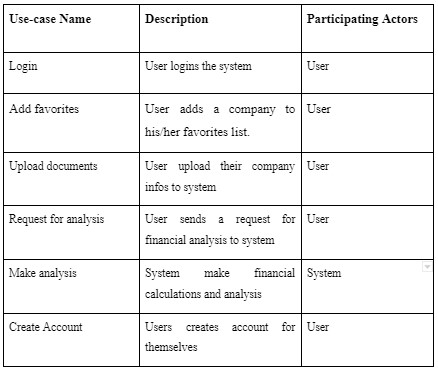 Use-case Name Description Participating Actors
Login User logins the system User
Add favorites User adds a company to User
his/her favorites list.
Upload documents User upload their company User
infos to system
Request for analysis User sends a request for User
financial analysis to system
Make analysis System make financial System
calculations and analysis
Create Account Users creates account for User
themselves